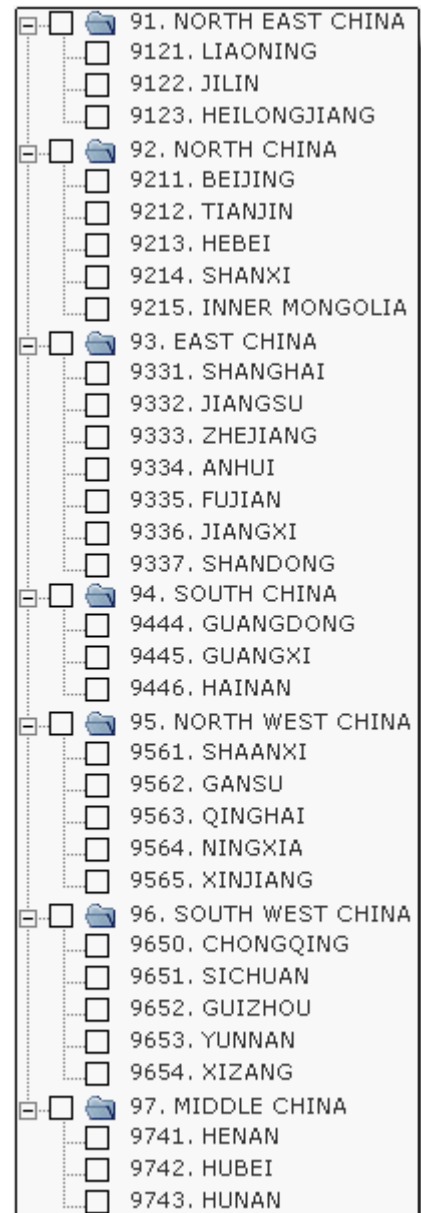 91. NORTH EAST CHINA
9121. LIAONING
9122. JILIN
9123. HEILONGJIANG
92. NORTH CHINA
9211. BEIJING
9212. TIANJIN
9213. HEBEI
9214. SHANXI
9215. INNER MONGOLIA
93. EAST CHINA
9331. SHANGHAI
9332. JIANGSU
9333. ZHEJIANG
9334. ANHUI
9335. FUJIAN
9336. JIANGXI
9337. SHANDONG
94. SOUTH CHINA
9444. GUANGDONG
9445. GUANGXI
9446. HAINAN
95. NORTH WEST CHINA
9561. SHAANXI
9562. GANSU
9563. QINGHAI
9564. NINGXIA
9565. XINJIANG
96. SOUTH WEST CHINA
9650. CHONGQING
9651. SICHUAN
9652. GUIZHOU
9653. YUNNAN
9654. XIZANG
97. MIDDLE CHINA
9741. HENAN
9742. HUBEI
9743. HUNAN